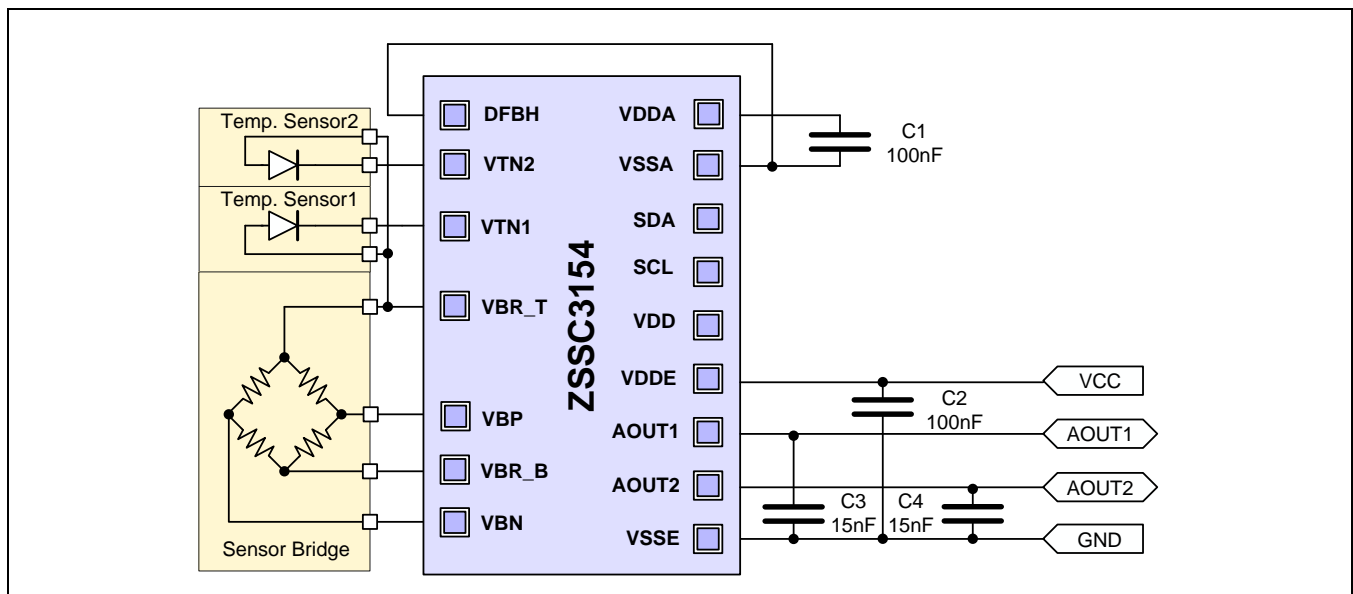 Temp. Sensor2
Temp. Sensor1
Sensor Bridge
DFBH
VTN2
VTN1
VBR_T
VBP
VBR_B
VBN
ZSSC3154
VDDA
VSSA
SDA
SCL
VDD
VDDE
AOUT1
AOUT2
VSSE
C1
100nF
C2
100nF
C3
15nF
C4
15nF
VCC
AOUT1
AOUT2
GND